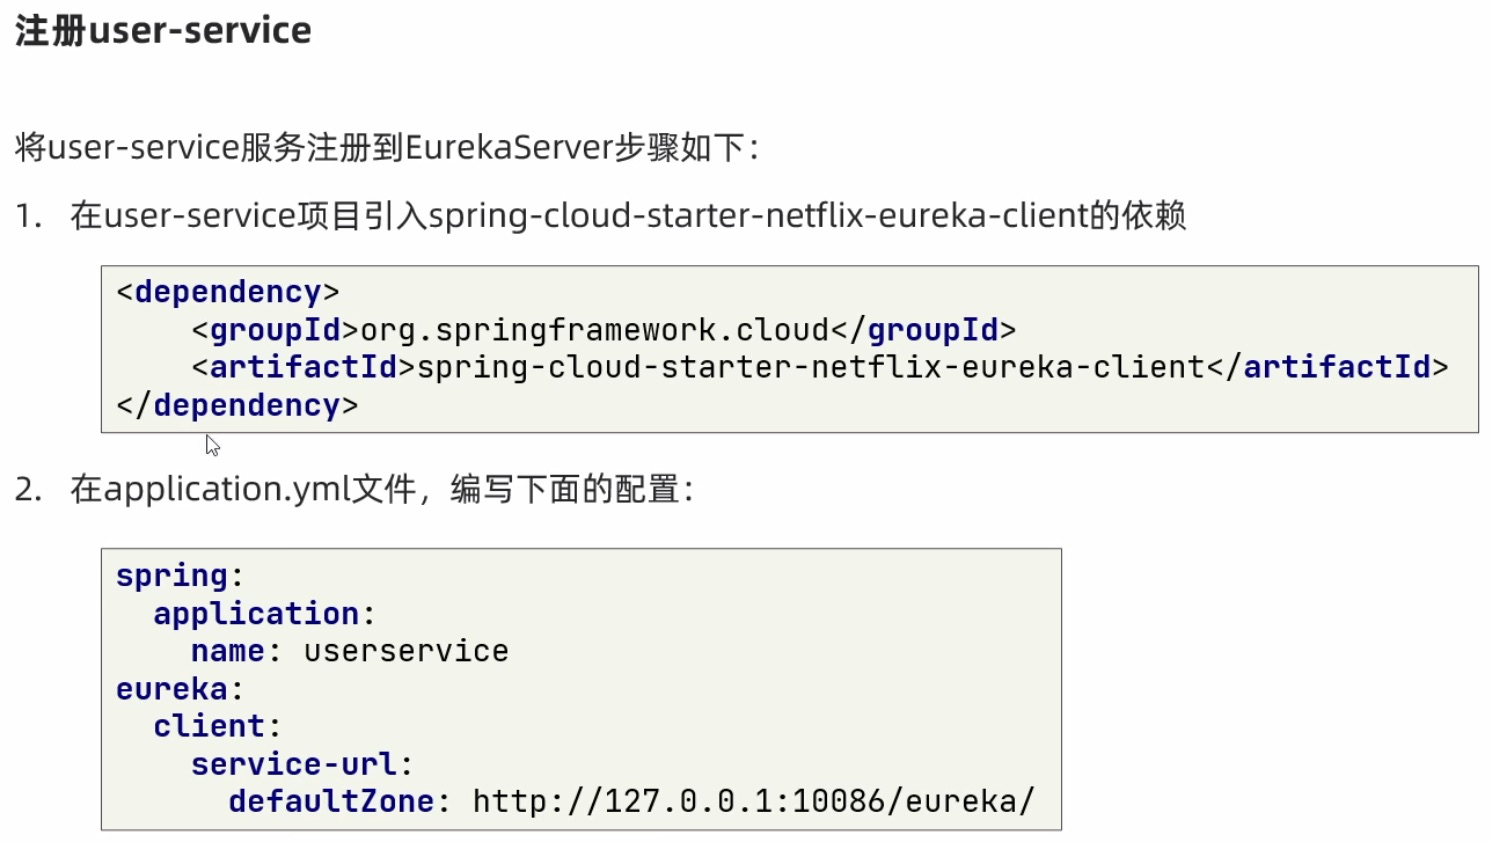 注册user-service
将user-service服务注册到EurekaServer步骤如下：
1. 在user-service项目引入spring-cloud-starter-netflix-eureka-client的依赖
<dependency>
    <groupId>org.springframework.cloud</groupId>
    <artifactId>spring-cloud-starter-netflix-eureka-client</artifactId>
</dependency>
2. 在application.yml文件，编写下面的配置：
spring:
  application:
    name: userservice
eureka:
  client:
    service-url:
      defaultZone: http://127.0.0.1:10086/eureka/